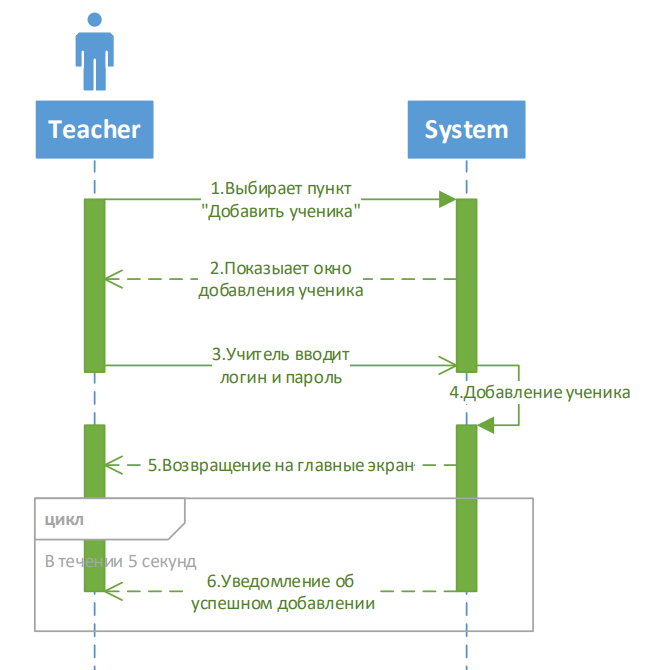 Teacher
System
1.Выбирает пункт
"Добавить ученика"
2.Показыает окно
добавления ученика
3.Учитель вводит
логин и пароль
4.Добавление ученика
5.Возвращение на главные экран
цикл
В течении 5 секунд
6.Уведомление об
успешном добавлении